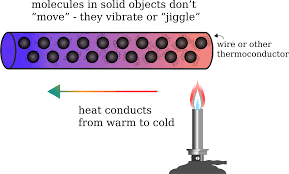 molecules in solid objects don't
"move" - they vibrate or "jiggle"
wire or other
thermoconductor
heat conducts
from warm to cold